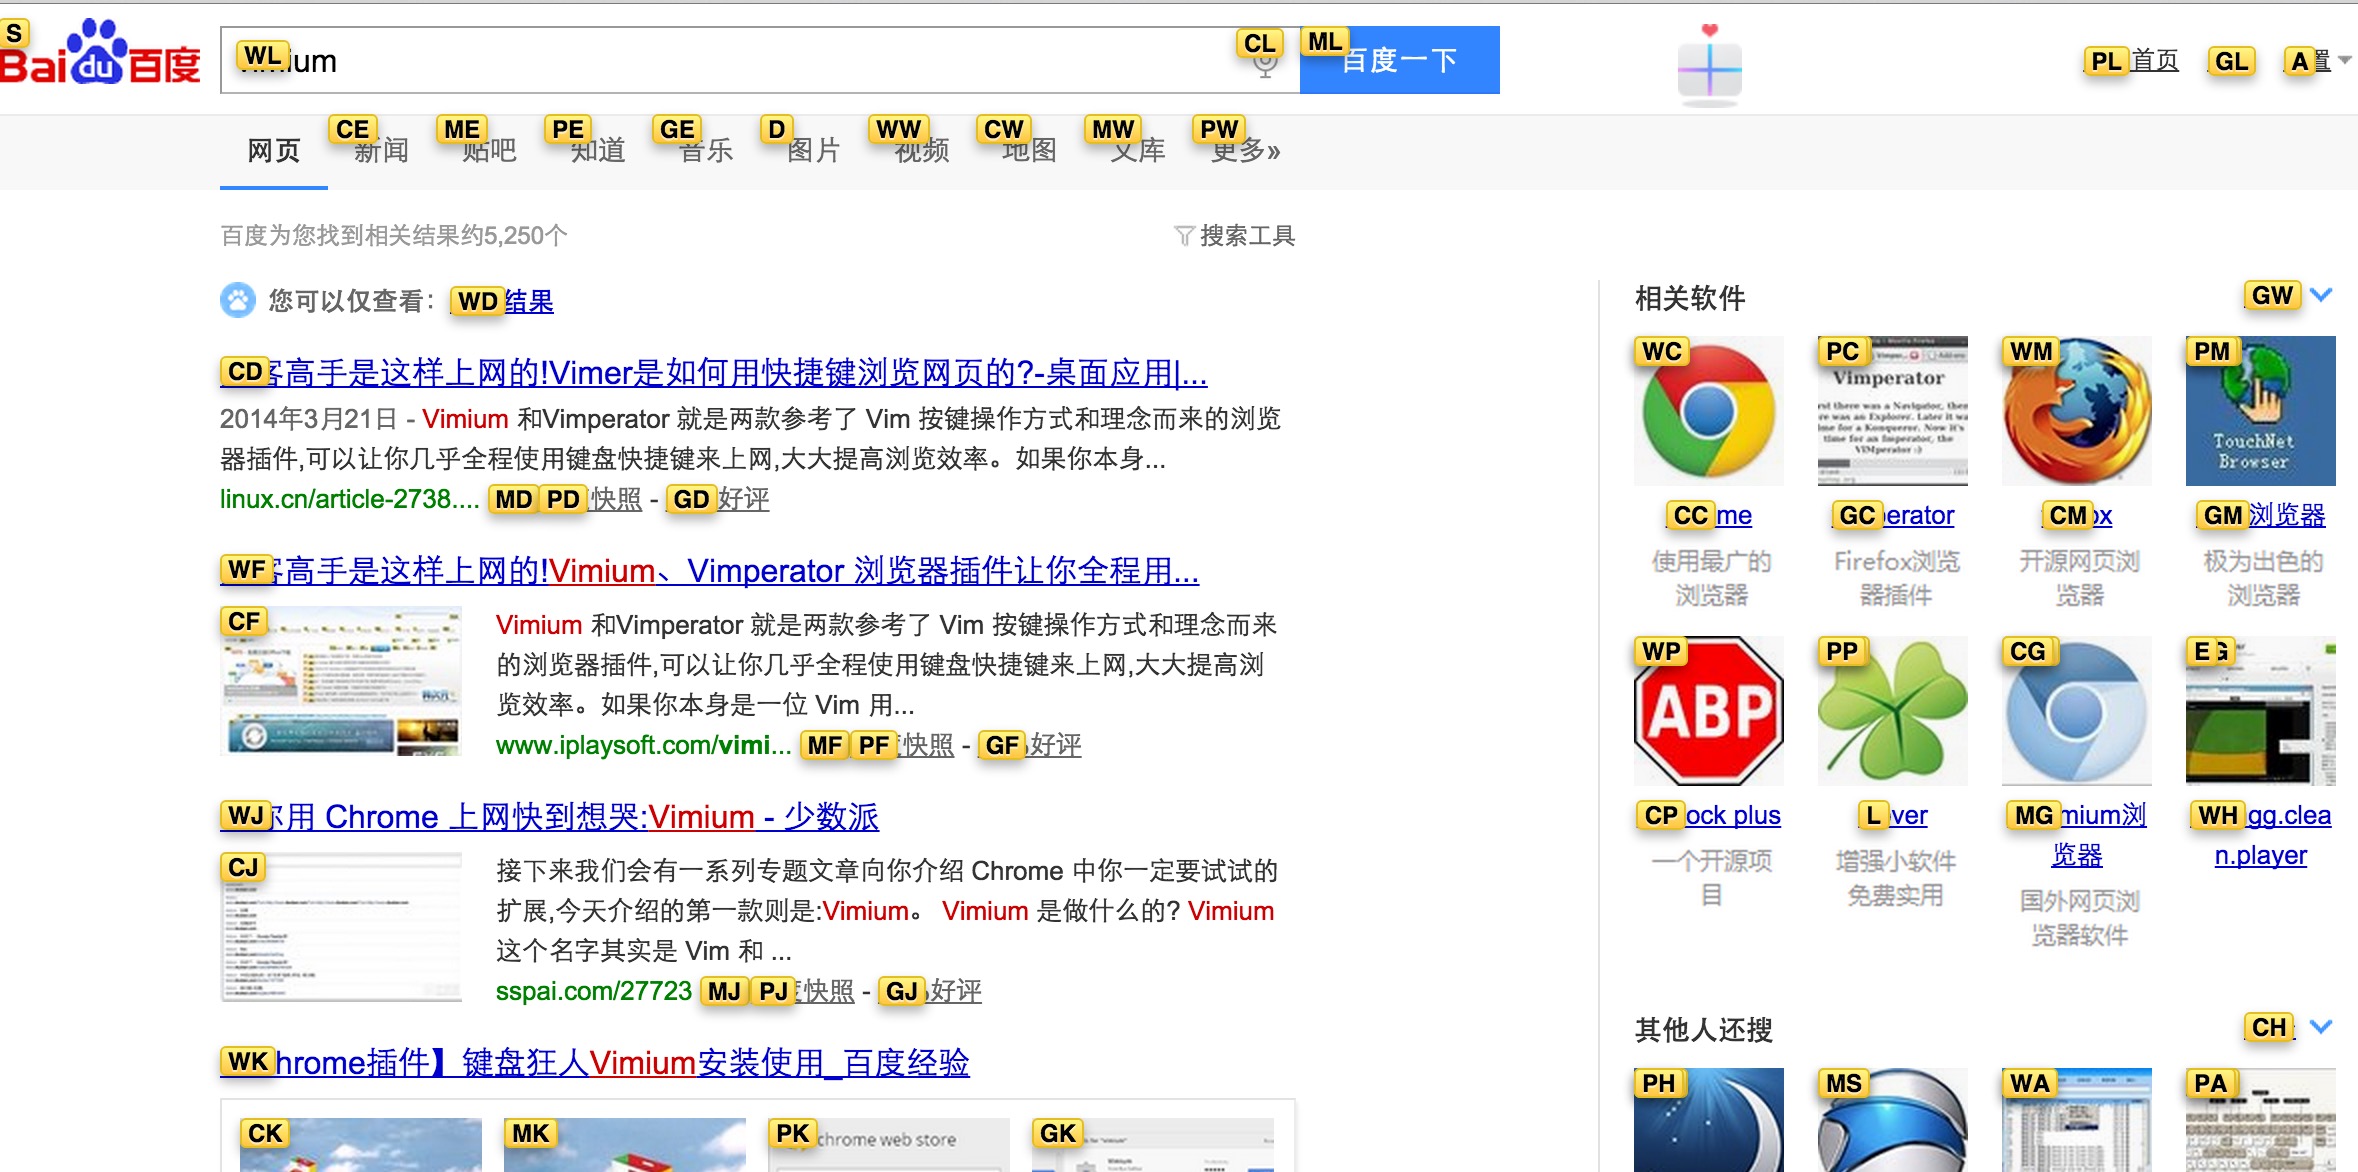 S
Bai du 百度
WL ium
CL
ML 百度一下
PL 首页
GL
A 置
网页
CE 新闻
ME 贴吧
PE 知道
GE 音乐
D 图片
WW 视频
CW 地图
MW 文库
PW 更多»
百度为您找到相关结果约5,250个
搜索工具
您可以仅查看：
WD 结果
CD 客高手是这样上网的!Vimer是如何用快捷键浏览网页的?-桌面应用|...
2014年3月21日 - Vimium 和Vimperator 就是两款参考了 Vim 按键操作方式和理念而来的浏览
器插件,可以让你几乎全程使用键盘快捷键来上网,大大提高浏览效率。如果你本身...
linux.cn/article-2738.... MD PD 快照 - GD 好评
WF 客高手是这样上网的!Vimium、Vimperator 浏览器插件让你全程用...
CF
Vimium 和Vimperator 就是两款参考了 Vim 按键操作方式和理念而来
的浏览器插件,可以让你几乎全程使用键盘快捷键来上网,大大提高浏
览效率。如果你本身是一位 Vim 用...
www.iplaysoft.com/vimi... MF PF 快照 - GF 好评
WJ 你用 Chrome 上网快到想哭:Vimium - 少数派
CJ
接下来我们会有一系列专题文章向你介绍 Chrome 中你一定要试试的
扩展,今天介绍的第一款则是:Vimium。 Vimium 是做什么的? Vimium
这个名字其实是 Vim 和 ...
sspai.com/27723 MJ PJ 快照 - GJ 好评
WK hrome插件】键盘狂人Vimium安装使用_百度经验
CK
MK
PK chrome web store
GK
相关软件
GW
WC
PC
Vimperator
WM
PM
TouchNet
Browser
CC me
GC perator
CM ox
GM 浏览器
使用最广的
浏览器
Firefox浏览
器插件
开源网页浏
览器
极为出色的
浏览器
WP
ABP
PP
CG
E G
CP ock plus
L ver
MG mium浏
览器
WH gg.clea
n.player
一个开源项
目
增强小软件
免费实用
国外网页浏
览器软件
其他人还搜
CH
PH
MS
WA
PA